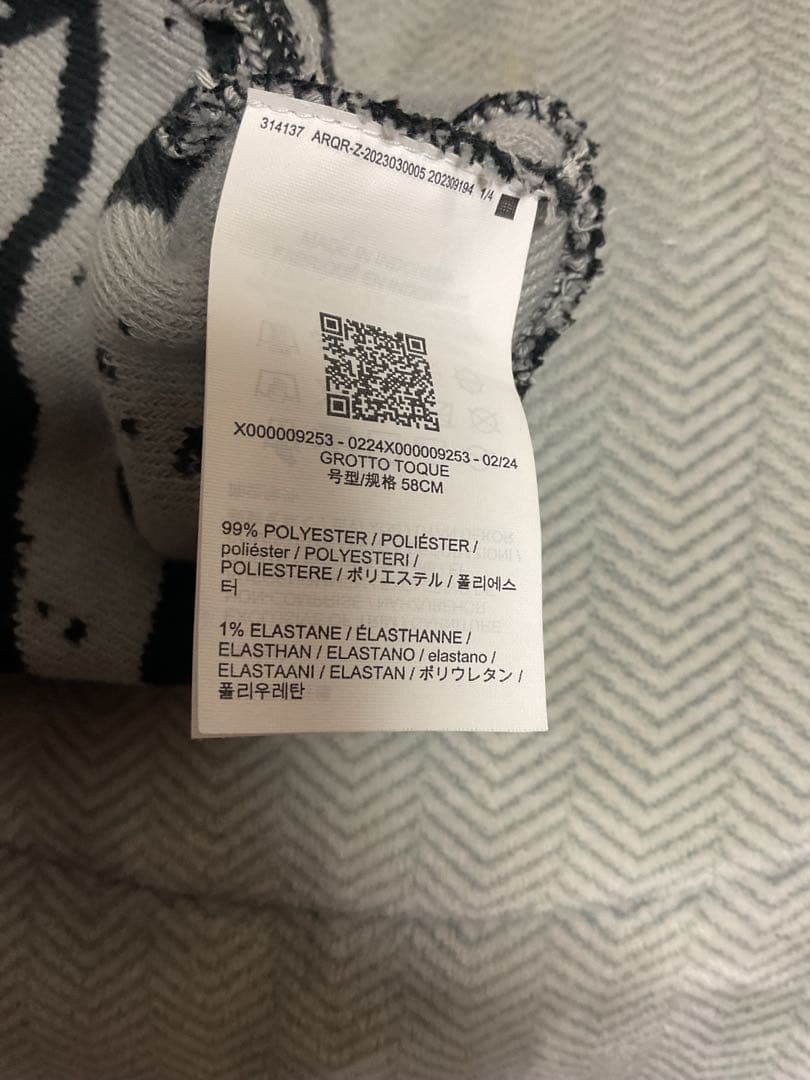 314137 ARQR-Z-2023030005 202309194 1/4
X000009253 - 0224X000009253 - 02/24
GROTTO TOQUE
号型/规格 58CM
99% POLYESTER / POLIÉSTER /
poliéster / POLYESTERI /
POLIESTERE / ポリエステル / 폴리에스
터
1% ELASTANE / ÉLASTHANNE /
ELASTHAN / ELASTANO / elastano /
ELASTAANI / ELASTAN / ポリウレタン /
폴리우레탄